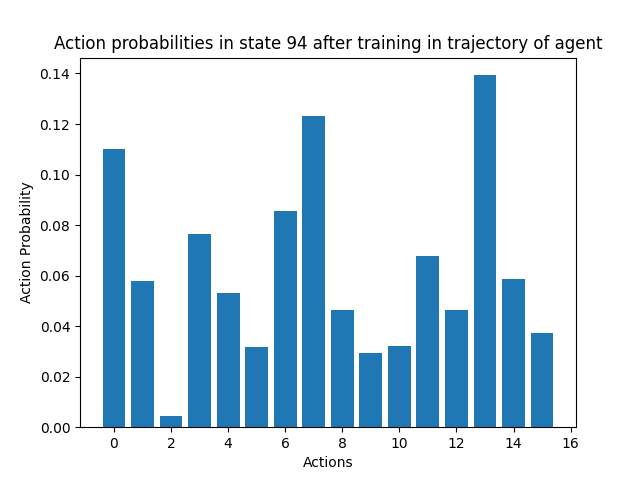 Action probabilities in state 94 after training in trajectory of agent
0.14
0.12
0.10
0.08
0.06
0.04
0.02
0.00
Action Probability
0 2 4 6 8 10 12 14 16
Actions